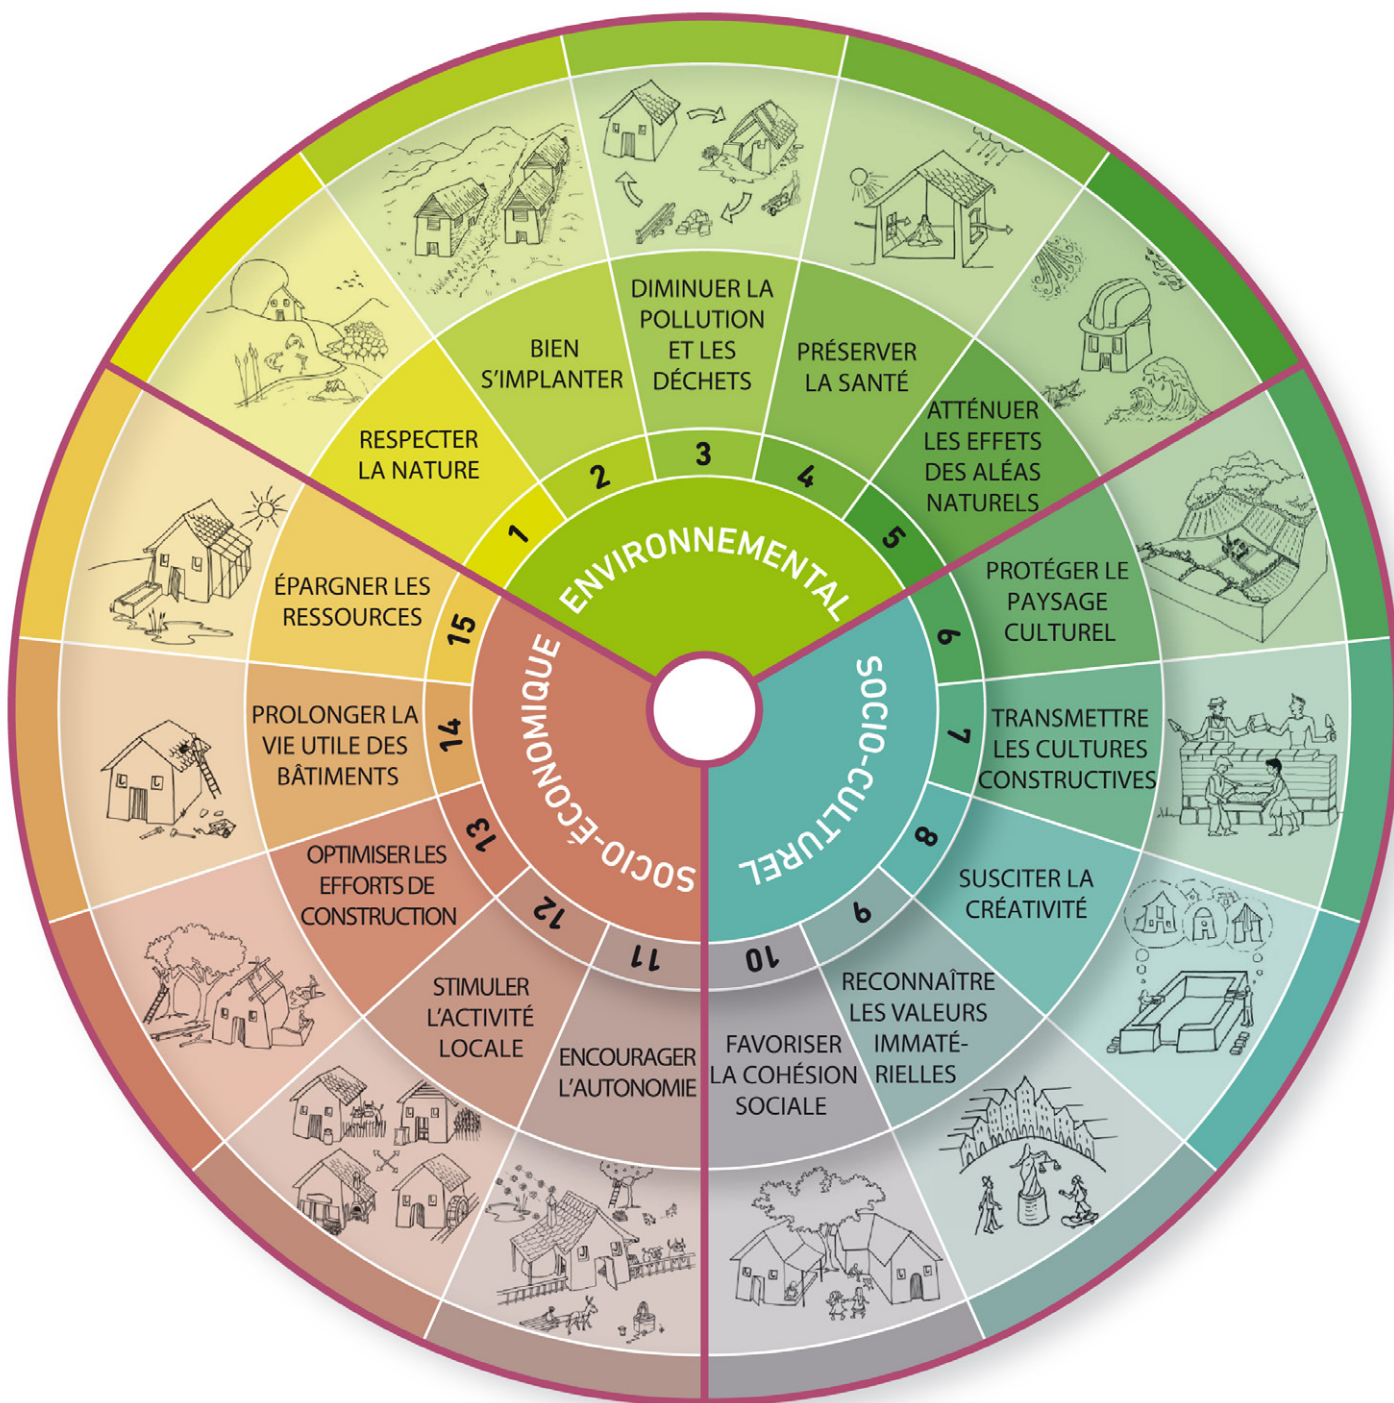 ENVIRONNEMENTAL
1
RESPECTER
LA NATURE
2
BIEN
S'IMPLANTER
3
DIMINUER LA
POLLUTION
ET LES
DÉCHETS
4
PRÉSERVER
LA SANTÉ
5
ATTÉNUER
LES EFFETS
DES ALÉAS
NATURELS
SOCIO-CULTUREL
6
PROTÉGER LE
PAYSAGE
CULTUREL
7
TRANSMETTRE
LES CULTURES
CONSTRUCTIVES
8
SUSCITER LA
CRÉATIVITÉ
9
RECONNAÎTRE
LES VALEURS
IMMATÉ-
RIELLES
10
FAVORISER
LA COHÉSION
SOCIALE
SOCIO-ÉCONOMIQUE
11
ENCOURAGER
L'AUTONOMIE
12
STIMULER
L'ACTIVITÉ
LOCALE
13
OPTIMISER LES
EFFORTS DE
CONSTRUCTION
14
PROLONGER LA
VIE UTILE DES
BÂTIMENTS
15
ÉPARGNER LES
RESSOURCES